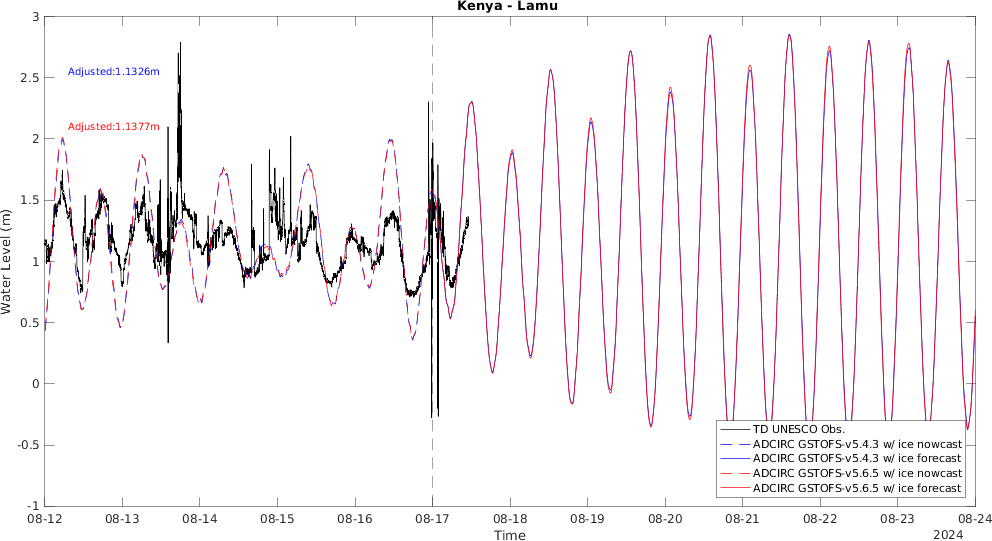 Kenya - Lamu
3
2.5
2
1.5
1
0.5
0
-0.5
-1
Water Level (m)
Adjusted:1.1326m
Adjusted:1.1377m
TD UNESCO Obs.
ADCIRC GSTOFS-v5.4.3 w/ ice nowcast
ADCIRC GSTOFS-v5.4.3 w/ ice forecast
ADCIRC GSTOFS-v5.6.5 w/ ice nowcast
ADCIRC GSTOFS-v5.6.5 w/ ice forecast
08-12 08-13 08-14 08-15 08-16 08-17 08-18 08-19 08-20 08-21 08-22 08-23 08-24
Time 2024